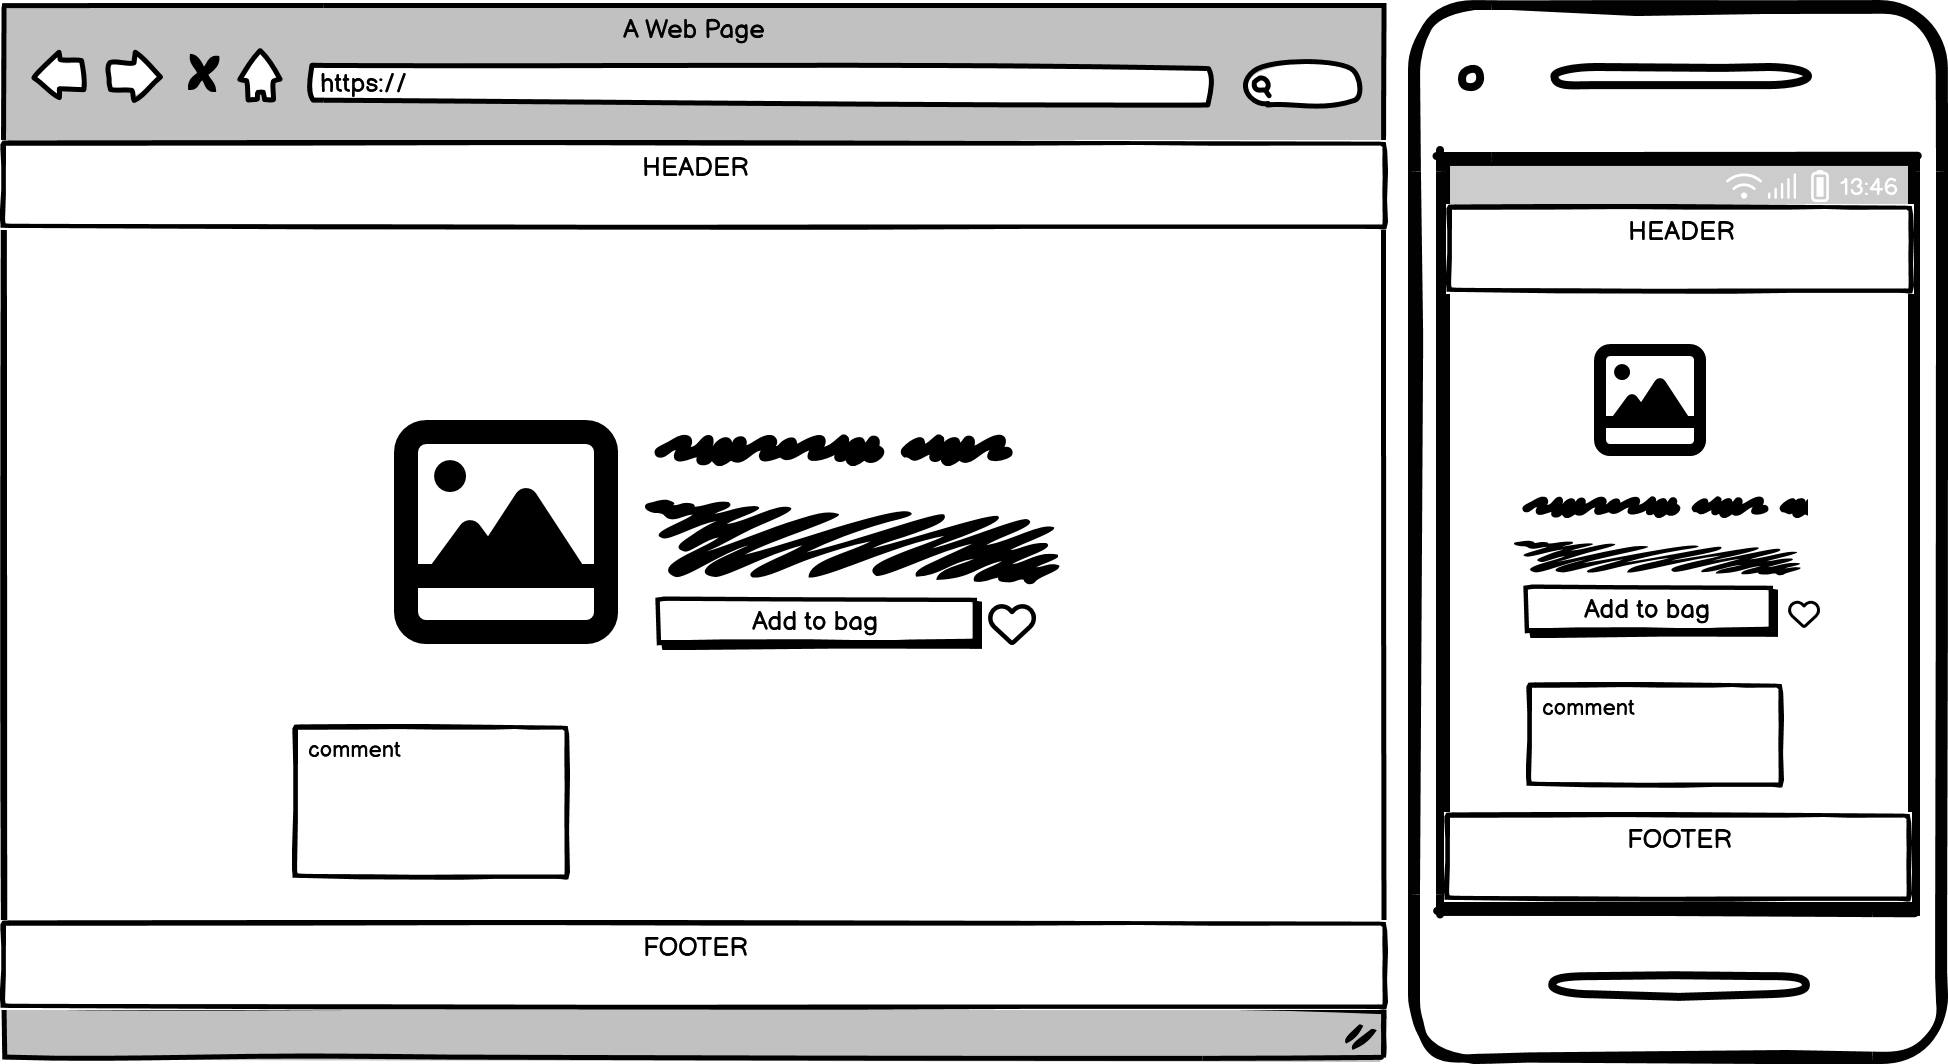 A Web Page
https://
HEADER
Add to bag
comment
FOOTER
13:46
HEADER
Add to bag
comment
FOOTER